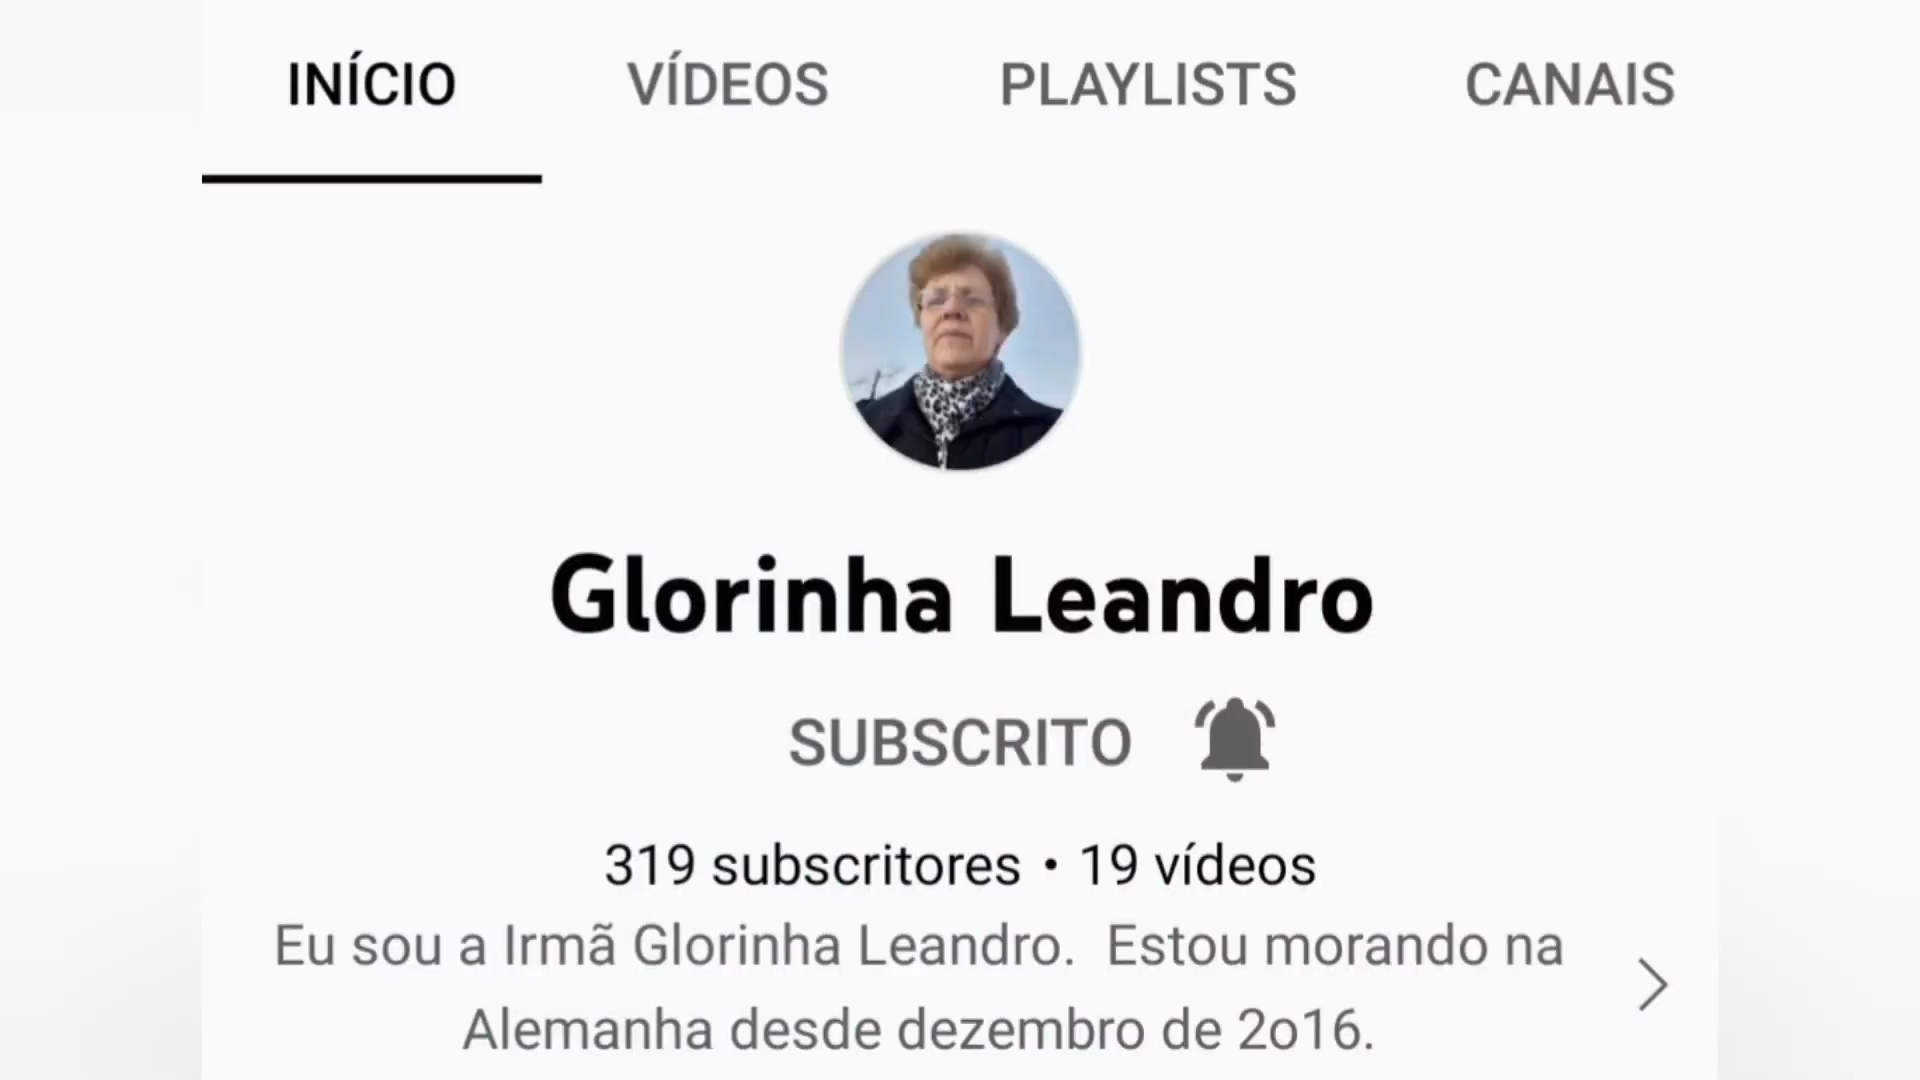 INÍCIO VÍDEOS PLAYLISTS CANAIS
Glorinha Leandro
SUBSCRITO
319 subscritores • 19 vídeos
Eu sou a Irmã Glorinha Leandro. Estou morando na
Alemanha desde dezembro de 2o16.